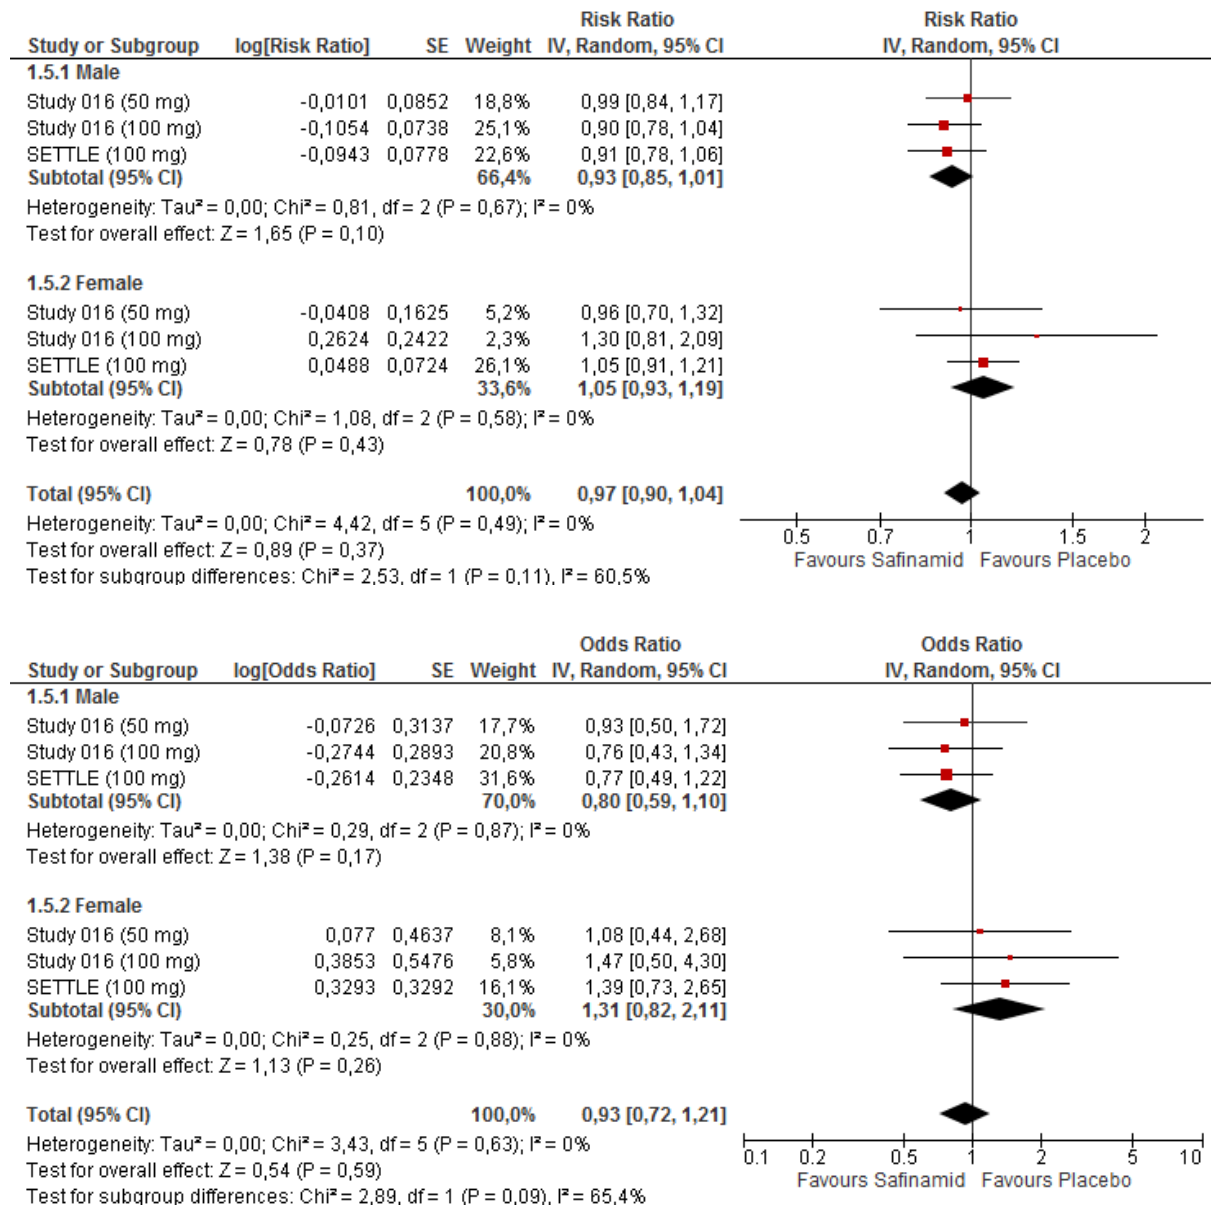 Risk Ratio Risk Ratio
Study or Subgroup log[Risk Ratio] SE Weight IV, Random, 95% CI IV, Random, 95% CI
1.5.1 Male
Study 016 (50 mg) -0,0101 0,0852 18,8% 0,99 [0,84, 1,17]
Study 016 (100 mg) -0,1054 0,0738 25,1% 0,90 [0,78, 1,04]
SETTLE (100 mg) -0,0943 0,0778 22,6% 0,91 [0,78, 1,06]
Subtotal (95% CI) 66,4% 0,93 [0,85, 1,01]
Heterogeneity: Tau² = 0,00; Chi² = 0,81, df = 2 (P = 0,67); I² = 0%
Test for overall effect: Z = 1,65 (P = 0,10)
1.5.2 Female
Study 016 (50 mg) -0,0408 0,1625 5,2% 0,96 [0,70, 1,32]
Study 016 (100 mg) 0,2624 0,2422 2,3% 1,30 [0,81, 2,09]
SETTLE (100 mg) 0,0488 0,0724 26,1% 1,05 [0,91, 1,21]
Subtotal (95% CI) 33,6% 1,05 [0,93, 1,19]
Heterogeneity: Tau² = 0,00; Chi² = 1,08, df = 2 (P = 0,58); I² = 0%
Test for overall effect: Z = 0,78 (P = 0,43)
Total (95% CI) 100,0% 0,97 [0,90, 1,04]
Heterogeneity: Tau² = 0,00; Chi² = 4,42, df = 5 (P = 0,49); I² = 0%
Test for overall effect: Z = 0,89 (P = 0,37)
Test for subgroup differences: Chi² = 2,53, df = 1 (P = 0,11), I² = 60,5%
0.5 0.7 1 1.5 2
Favours Safinamid Favours Placebo
Odds Ratio Odds Ratio
Study or Subgroup log[Odds Ratio] SE Weight IV, Random, 95% CI IV, Random, 95% CI
1.5.1 Male
Study 016 (50 mg) -0,0726 0,3137 17,7% 0,93 [0,50, 1,72]
Study 016 (100 mg) -0,2744 0,2893 20,8% 0,76 [0,43, 1,34]
SETTLE (100 mg) -0,2614 0,2348 31,6% 0,77 [0,49, 1,22]
Subtotal (95% CI) 70,0% 0,80 [0,59, 1,10]
Heterogeneity: Tau² = 0,00; Chi² = 0,29, df = 2 (P = 0,87); I² = 0%
Test for overall effect: Z = 1,38 (P = 0,17)
1.5.2 Female
Study 016 (50 mg) 0,077 0,4637 8,1% 1,08 [0,44, 2,68]
Study 016 (100 mg) 0,3853 0,5476 5,8% 1,47 [0,50, 4,30]
SETTLE (100 mg) 0,3293 0,3292 16,1% 1,39 [0,73, 2,65]
Subtotal (95% CI) 30,0% 1,31 [0,82, 2,11]
Heterogeneity: Tau² = 0,00; Chi² = 0,25, df = 2 (P = 0,88); I² = 0%
Test for overall effect: Z = 1,13 (P = 0,26)
Total (95% CI) 100,0% 0,93 [0,72, 1,21]
Heterogeneity: Tau² = 0,00; Chi² = 3,43, df = 5 (P = 0,63); I² = 0%
Test for overall effect: Z = 0,54 (P = 0,59)
Test for subgroup differences: Chi² = 2,89, df = 1 (P = 0,09), I² = 65,4%
0.1 0.2 0.5 1 2 5 10
Favours Safinamid Favours Placebo